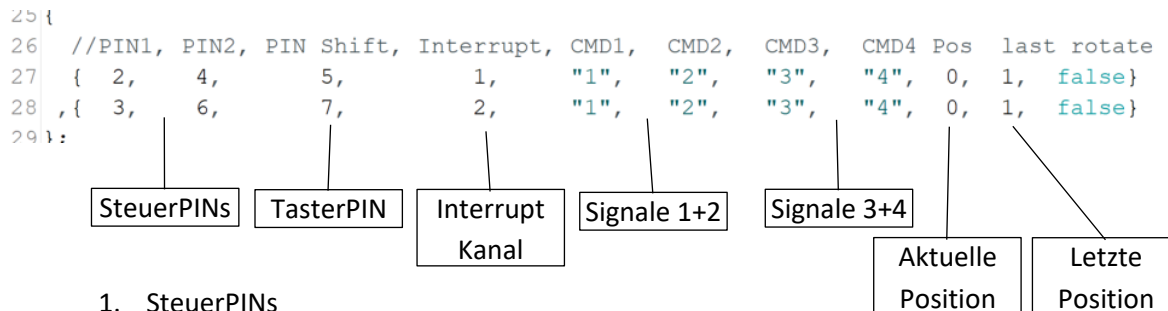 25 {
26 //PIN1, PIN2, PIN Shift, Interrupt, CMD1, CMD2, CMD3, CMD4 Pos last rotate
27 { 2, 4, 5, 1, "1", "2", "3", "4", 0, 1, false}
28 ,{ 3, 6, 7, 2, "1", "2", "3", "4", 0, 1, false}
29 };
SteuerPINs TasterPIN Interrupt Signale 1+2 Signale 3+4
Kanal
Aktuelle Letzte
Position Position
1. SteuerPINs